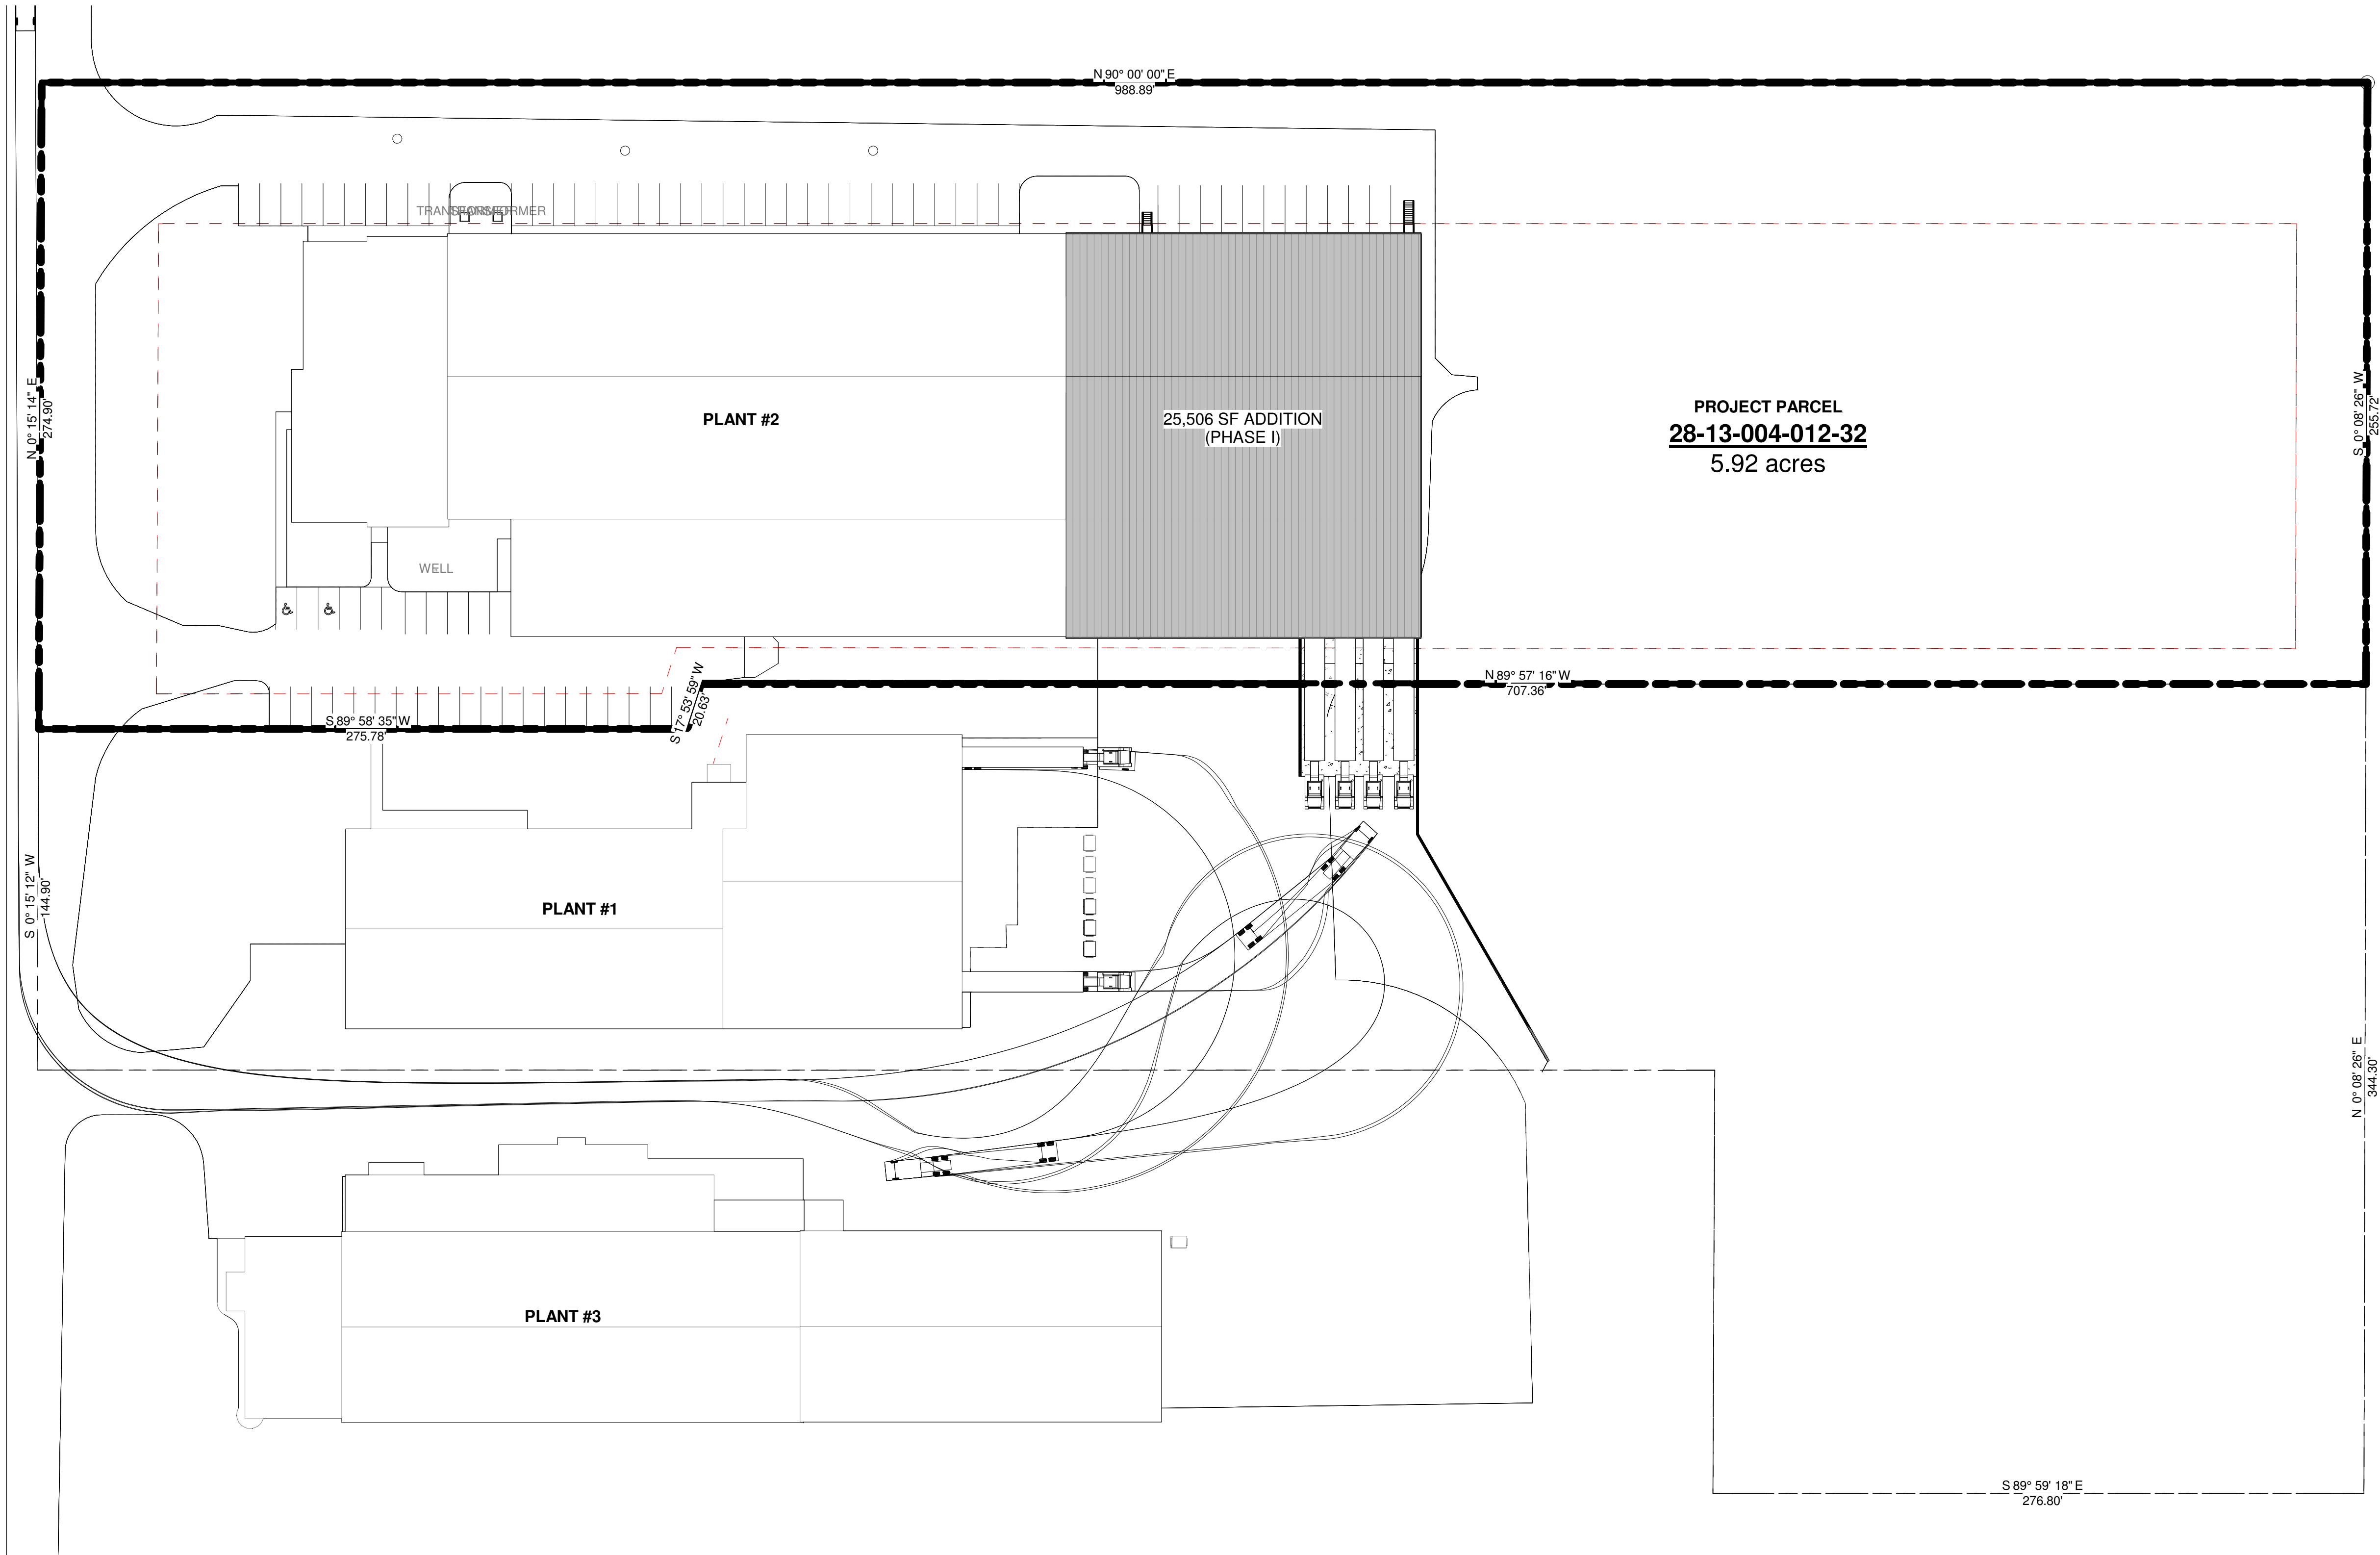 N 90° 00' 00" E
988.89'
TRANSFORMER
TRANSFORMER
N 0° 15' 14" E
274.90'
PLANT #2
25,506 SF ADDITION
(PHASE I)
PROJECT PARCEL
28-13-004-012-32
5.92 acres
S 0° 08' 26" W
255.72'
WELL
S 17° 53' 59" W
20.63'
N 89° 57' 16" W
707.36'
S 89° 58' 35" W
275.78'
S 0° 15' 12" W
144.90'
PLANT #1
N 0° 08' 26" E
344.30'
PLANT #3
S 89° 59' 18" E
276.80'